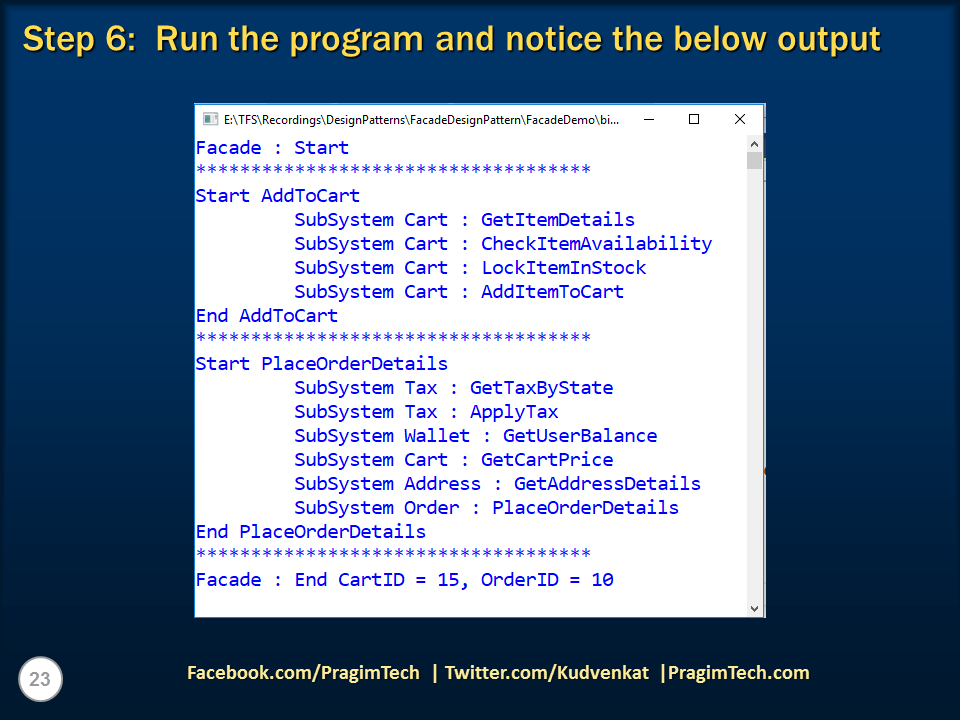 Step 6:  Run the program and notice the below output
E:\TFS\Recordings\DesignPatterns\FacadeDesignPattern\FacadeDemo\bi...
Facade : Start
************************************
Start AddToCart
         SubSystem Cart : GetItemDetails
         SubSystem Cart : CheckItemAvailability
         SubSystem Cart : LockItemInStock
         SubSystem Cart : AddItemToCart
End AddToCart
************************************
Start PlaceOrderDetails
         SubSystem Tax : GetTaxByState
         SubSystem Tax : ApplyTax
         SubSystem Wallet : GetUserBalance
         SubSystem Cart : GetCartPrice
         SubSystem Address : GetAddressDetails
         SubSystem Order : PlaceOrderDetails
End PlaceOrderDetails
************************************
Facade : End CartID = 15, OrderID = 10
23
Facebook.com/PragimTech | Twitter.com/Kudvenkat |PragimTech.com